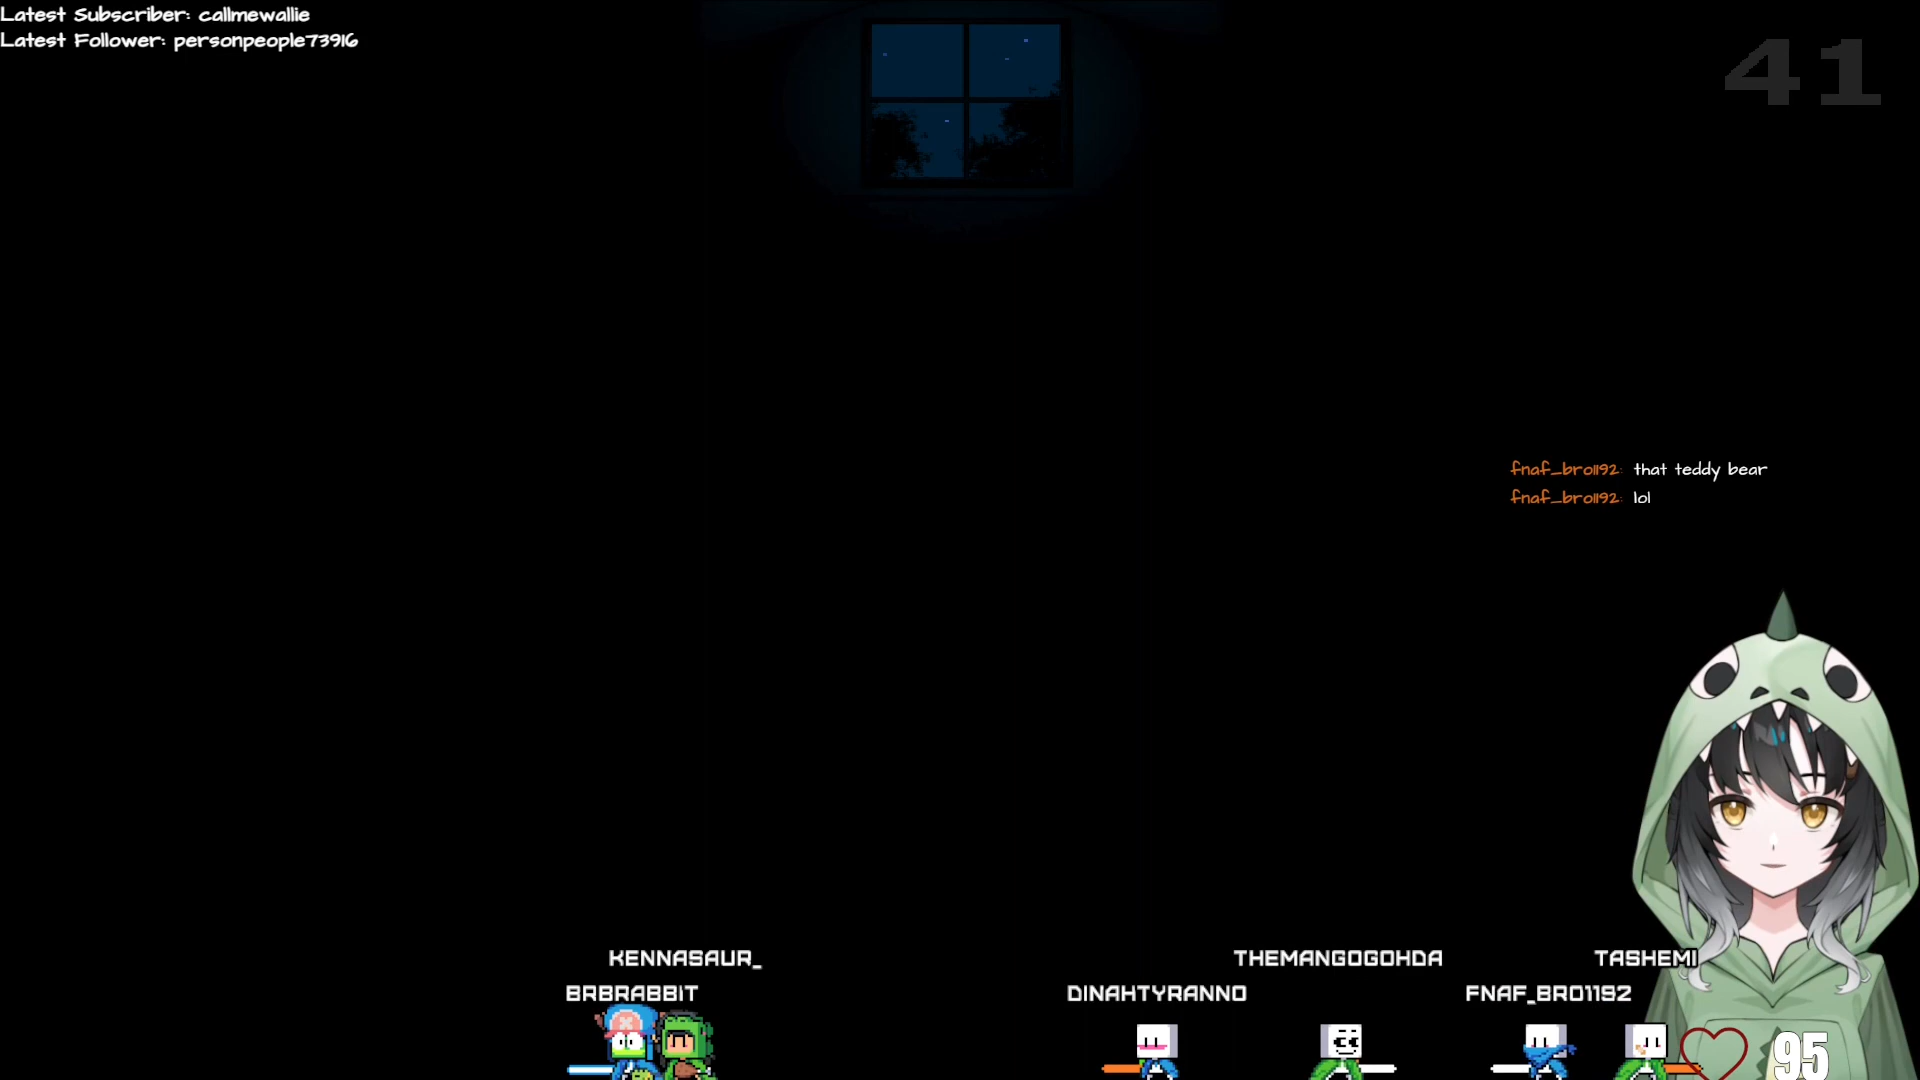 Latest Subscriber: callmewallie
Latest Follower: personpeople73916
41
fnaf_bro1192: that teddy bear
fnaf_bro1192: lol
KENNASAUR_
THEMANGOGOHDA
TASHEMI
BRBRABBIT
DINAHTYRANNO
FNAF_BRO1192
95